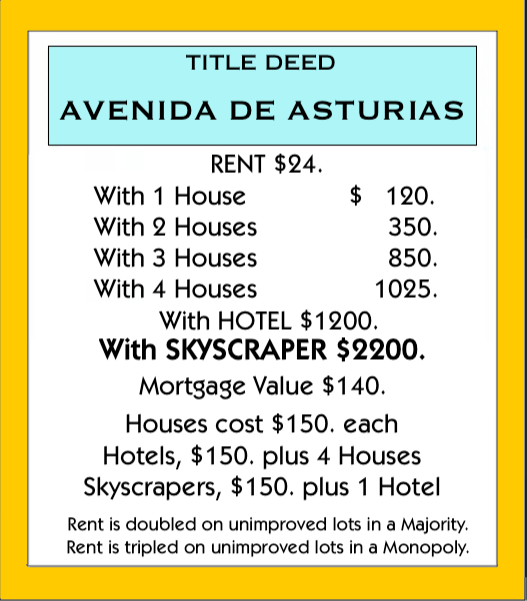 TITLE DEED
AVENIDA DE ASTURIAS
RENT $24.
With 1 House $ 120.
With 2 Houses 350.
With 3 Houses 850.
With 4 Houses 1025.
With HOTEL $1200.
With SKYSCRAPER $2200.
Mortgage Value $140.
Houses cost $150. each
Hotels, $150. plus 4 Houses
Skyscrapers, $150. plus 1 Hotel
Rent is doubled on unimproved lots in a Majority.
Rent is tripled on unimproved lots in a Monopoly.